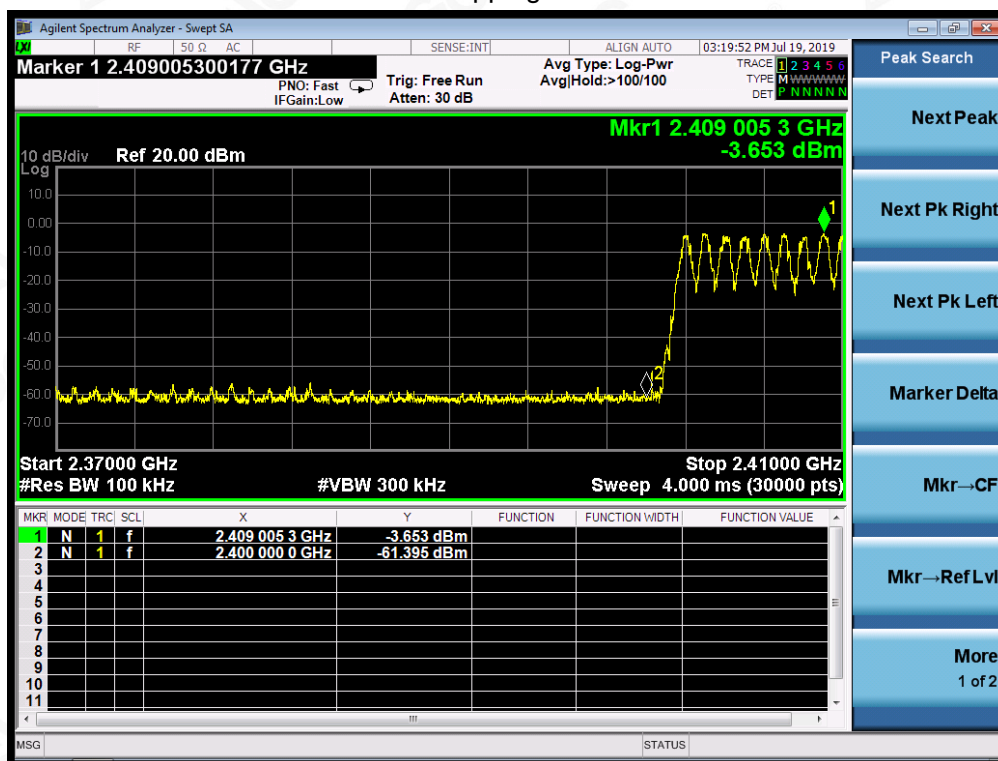 Agilent Spectrum Analyzer - Swept SA
LXI RF 50 Ω AC SENSE:INT ALIGN AUTO 03:19:52 PM Jul 19, 2019
Marker 1 2.409005300177 GHz
PNO: Fast
IFGain:Low
Trig: Free Run
Atten: 30 dB
Avg Type: Log-Pwr
Avg|Hold:>100/100
TRACE 1 2 3 4 5 6
TYPE M WWWWW
DET P N N N N N
Mkr1 2.409 005 3 GHz
-3.653 dBm
10 dB/div Ref 20.00 dBm
Log
10.0
0.00
-10.0
-20.0
-30.0
-40.0
-50.0
-60.0
-70.0
1
2
Start 2.37000 GHz Stop 2.41000 GHz
#Res BW 100 kHz #VBW 300 kHz Sweep 4.000 ms (30000 pts)
MKR MODE TRC SCL X Y FUNCTION FUNCTION WIDTH FUNCTION VALUE
1 N 1 f 2.409 005 3 GHz -3.653 dBm
2 N 1 f 2.400 000 0 GHz -61.395 dBm
3
4
5
6
7
8
9
10
11
MSG STATUS
Peak Search
Next Peak
Next Pk Right
Next Pk Left
Marker Delta
Mkr→CF
Mkr→Ref Lvl
More
1 of 2